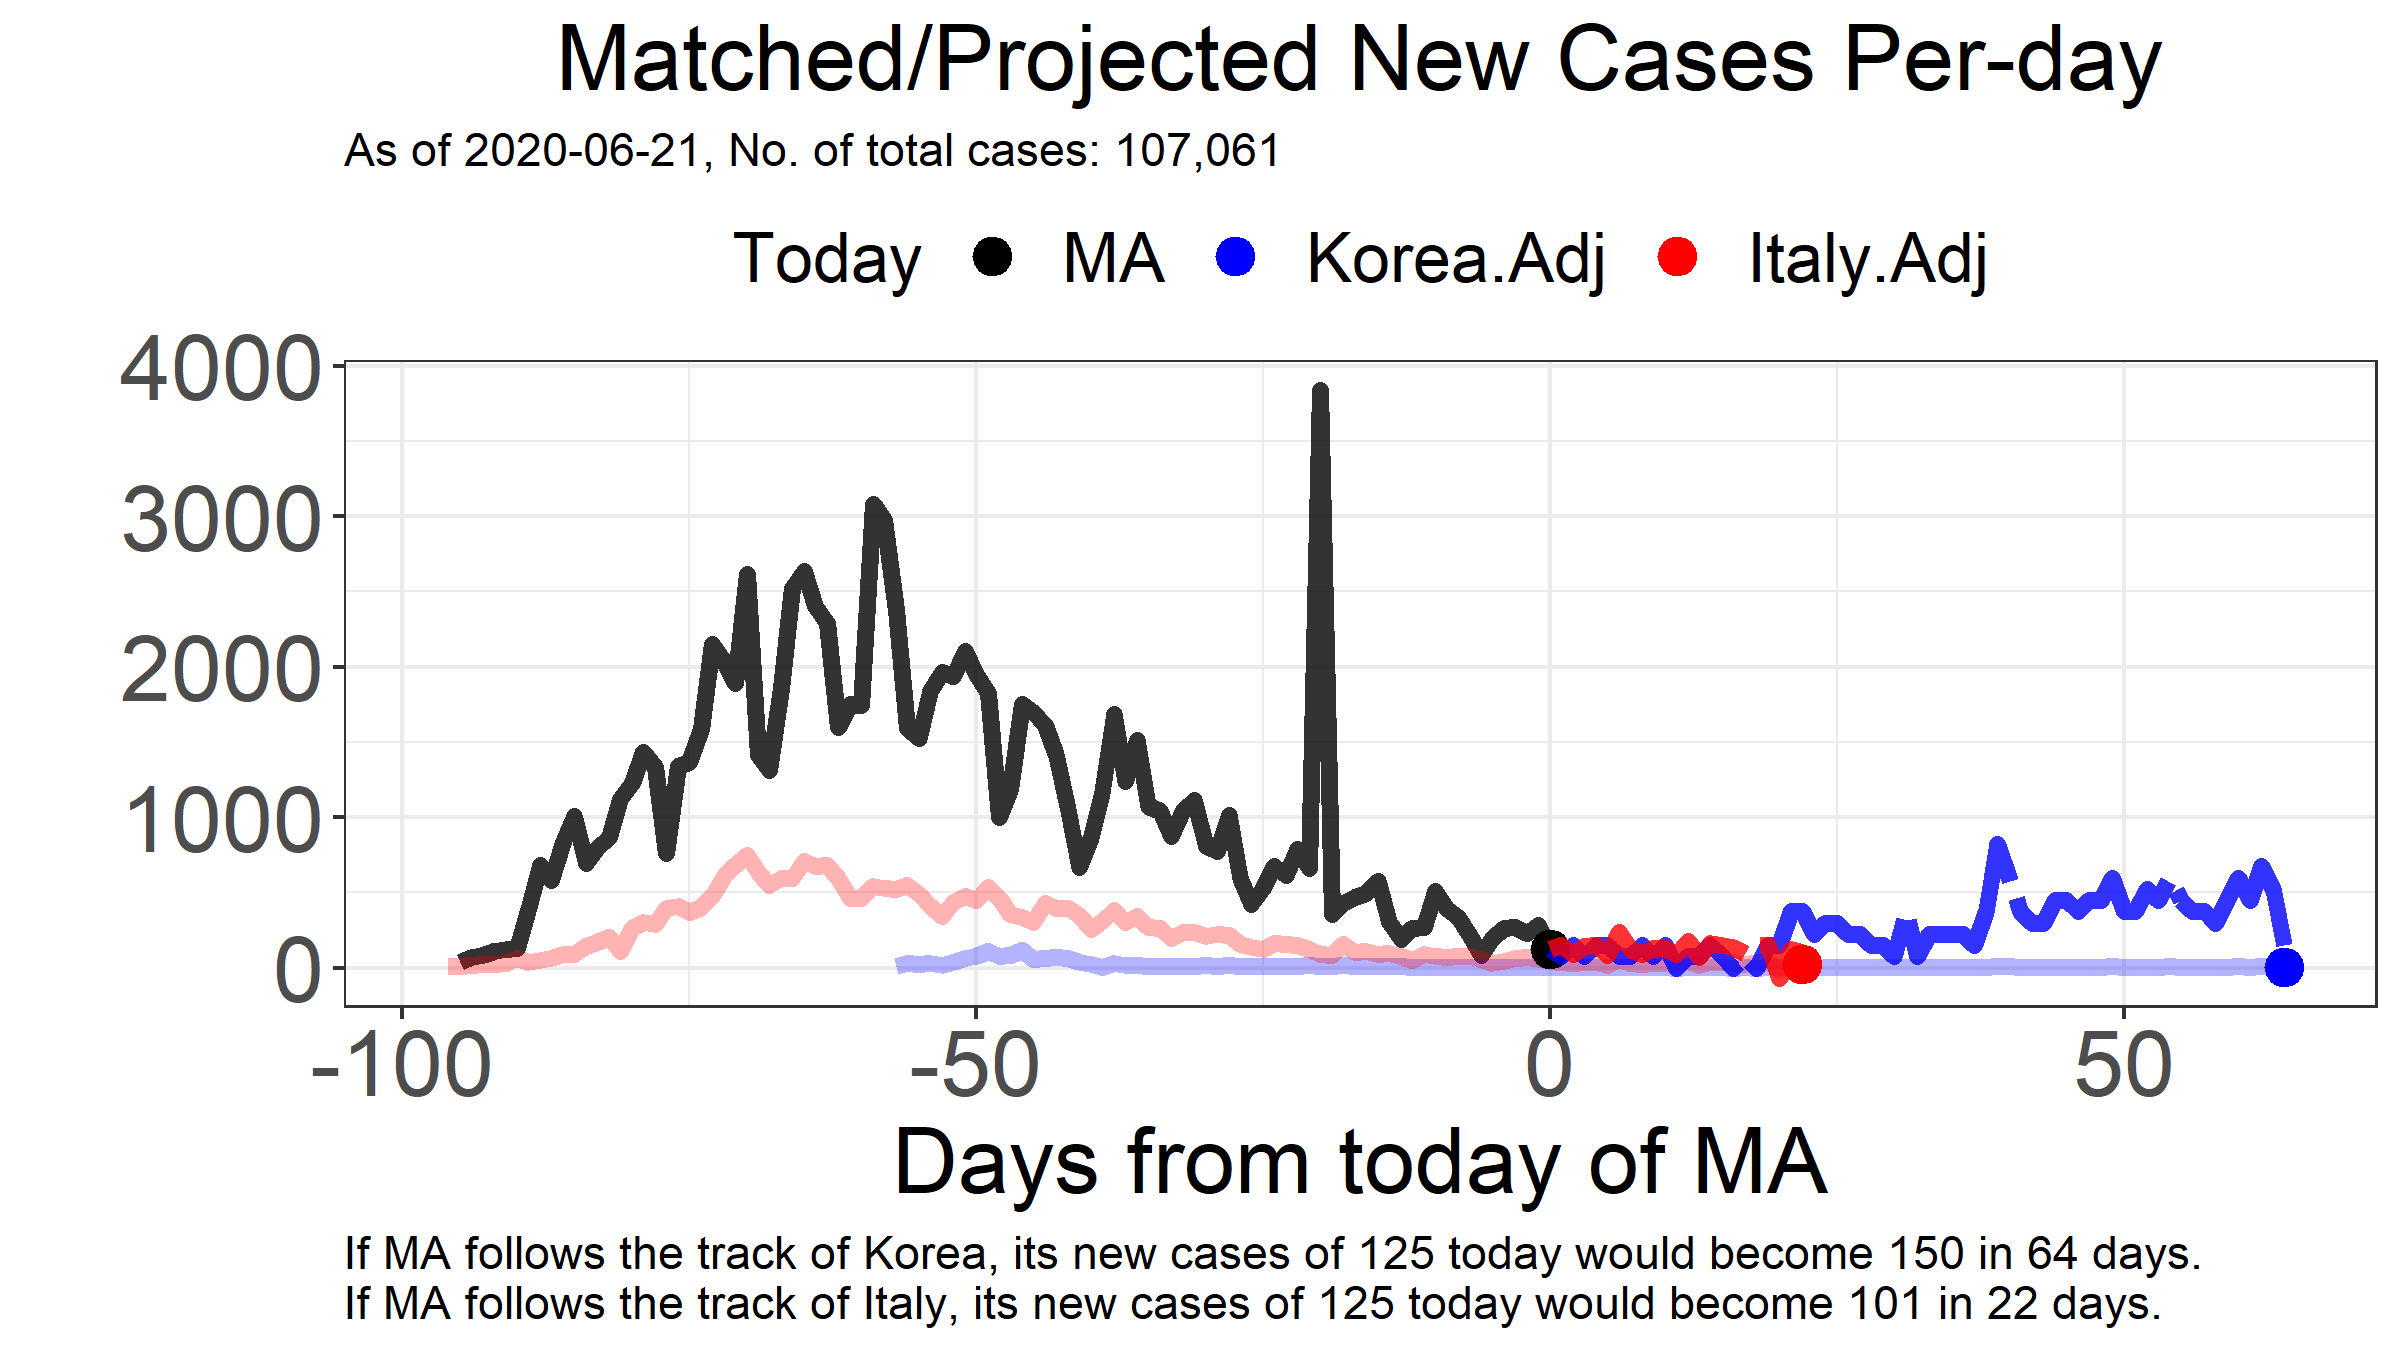 Matched/Projected New Cases Per-day
As of 2020-06-21, No. of total cases: 107,061
Today MA Korea.Adj Italy.Adj
4000
3000
2000
1000
0
-100 -50 0 50
Days from today of MA
If MA follows the track of Korea, its new cases of 125 today would become 150 in 64 days.
If MA follows the track of Italy, its new cases of 125 today would become 101 in 22 days.